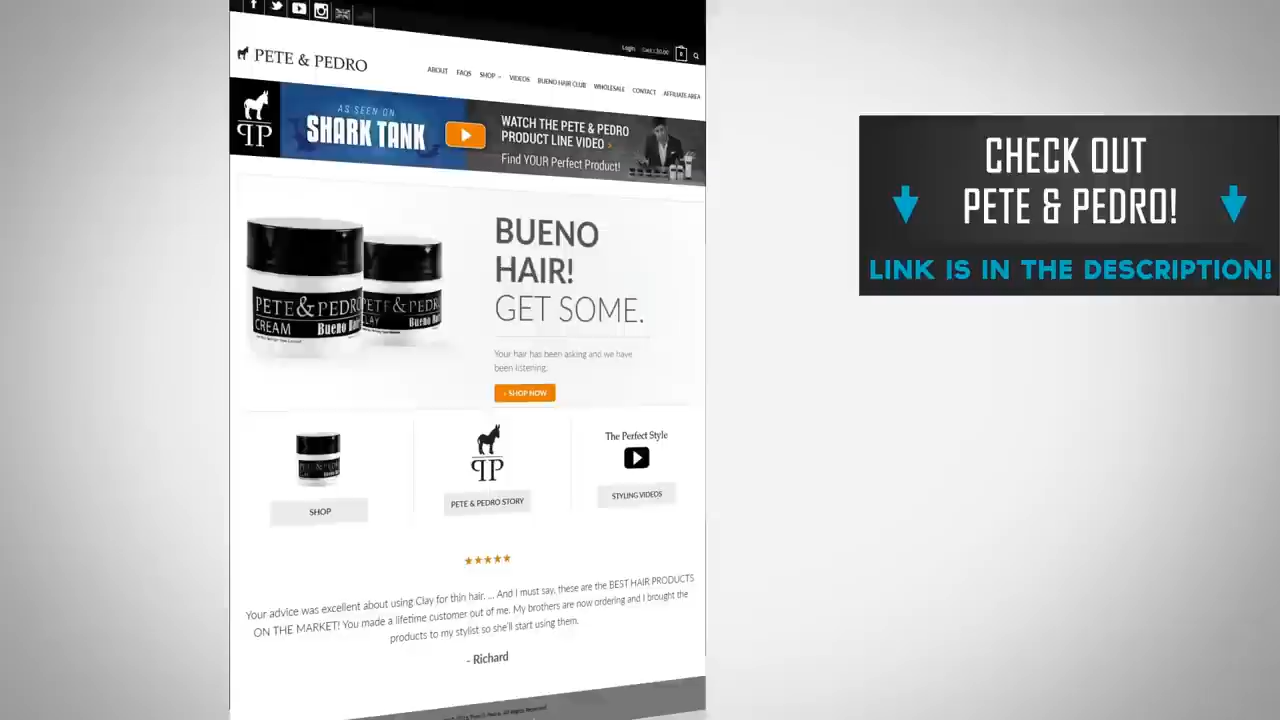 Login
0
PETE & PEDRO
ABOUT FAQS SHOP VIDEOS BUENO HAIR CLUB WHOLESALE CONTACT AFFILIATE AREA
PP
AS SEEN ON
SHARK TANK
WATCH THE PETE & PEDRO
PRODUCT LINE VIDEO >
Find YOUR Perfect Product!
PETE&PEDRO
CREAM Bueno
CLAY Bueno
BUENO
HAIR!
GET SOME.
Your hair has been asking and we have
been listening.
› SHOP NOW
SHOP
PP
PETE & PEDRO STORY
The Perfect Style
STYLING VIDEOS
Your advice was excellent about using Clay for thin hair. ... And I must say, these are the BEST HAIR PRODUCTS
ON THE MARKET! You made a lifetime customer out of me. My brothers are now ordering and I brought the
products to my stylist so she'll start using them.
- Richard
CHECK OUT
PETE & PEDRO!
LINK IS IN THE DESCRIPTION!